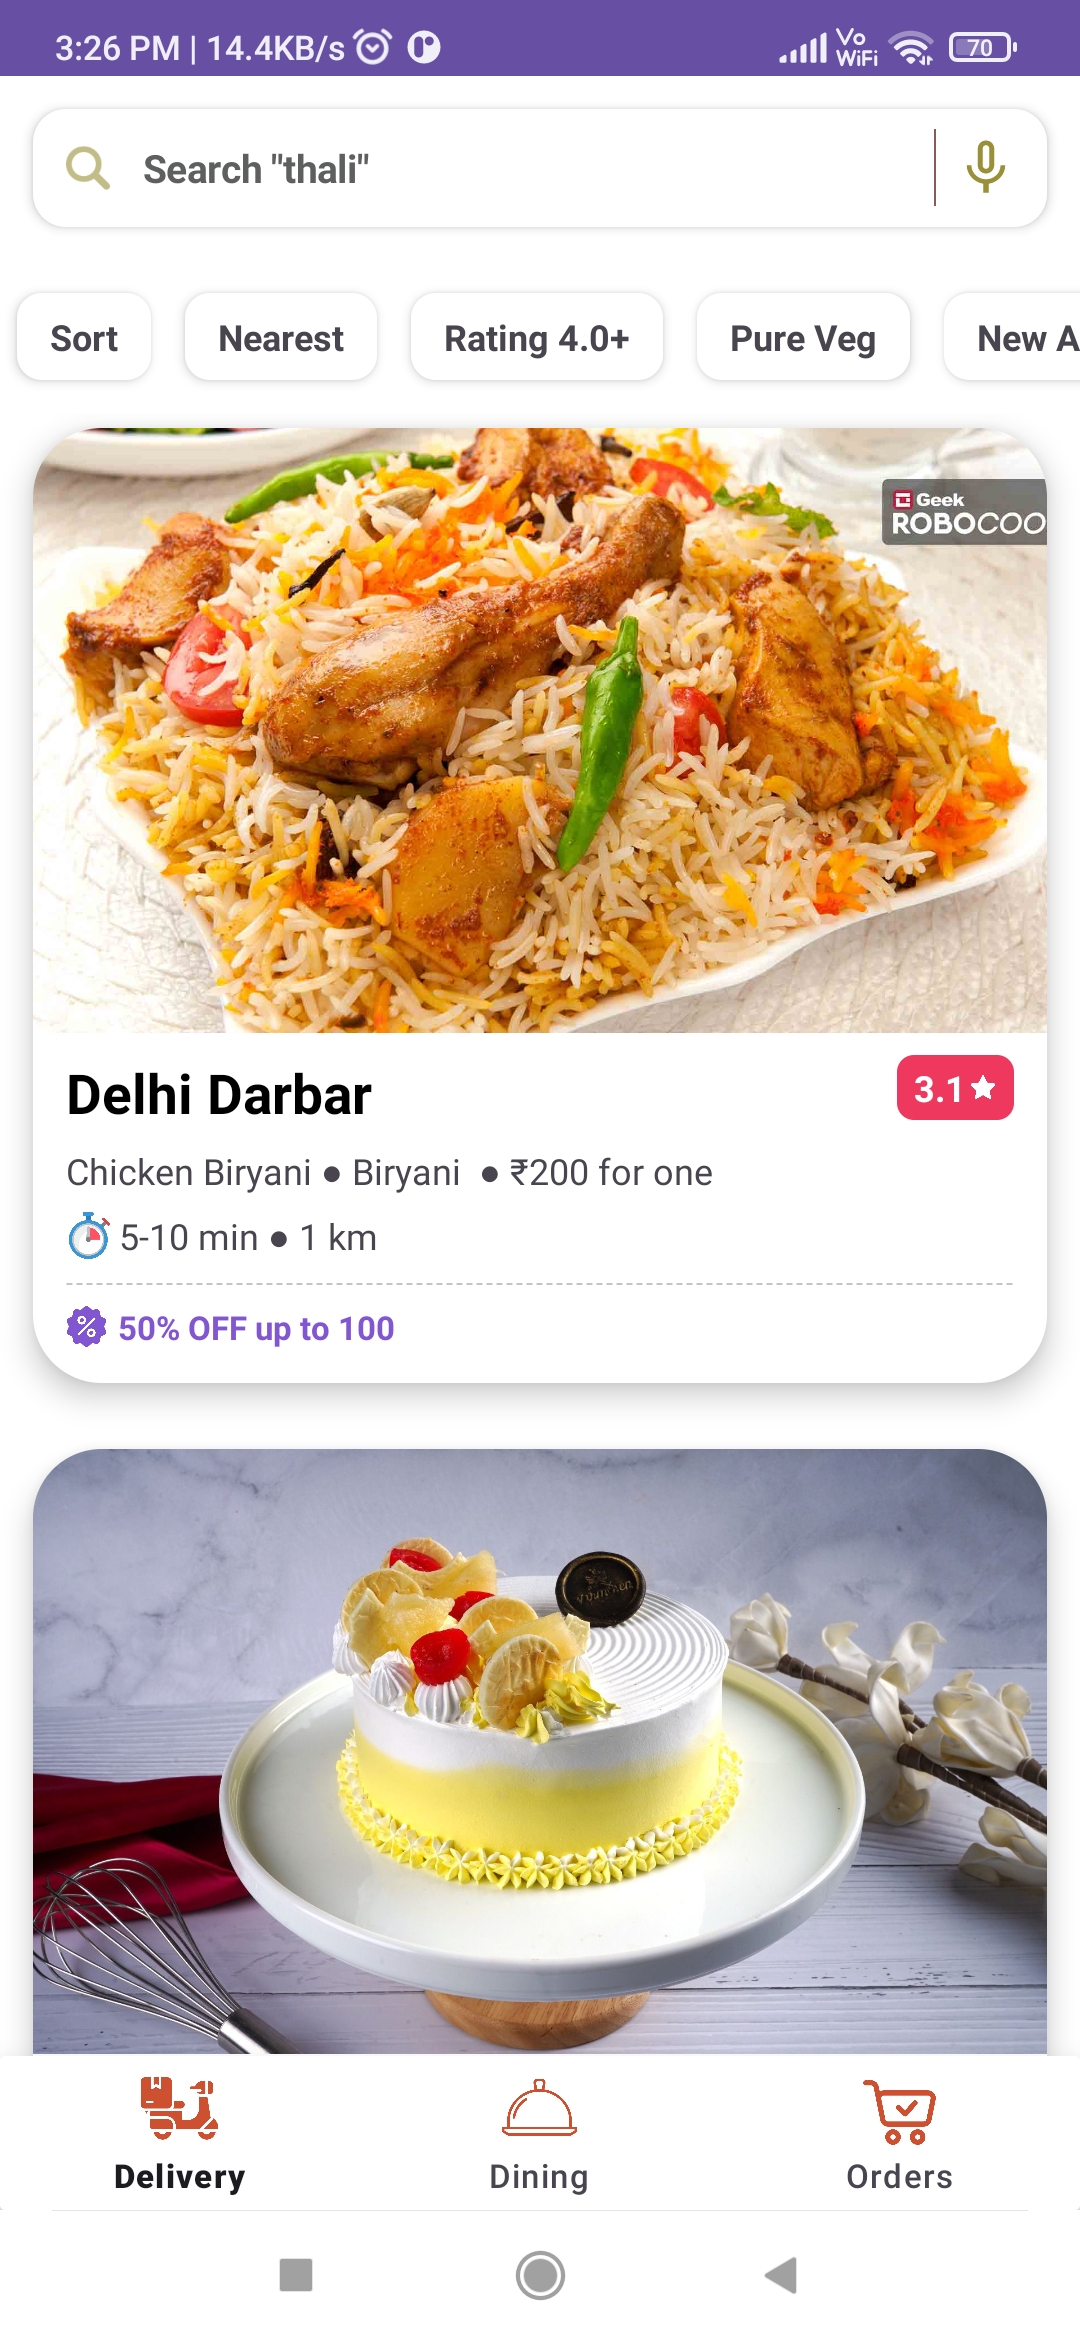 3:26 PM | 14.4KB/s
Vo
WiFi
70
Search "thali"
Sort
Nearest
Rating 4.0+
Pure Veg
New A
Geek
ROBOCOO
Delhi Darbar
3.1
Chicken Biryani ● Biryani ● ₹200 for one
5-10 min ● 1 km
50% OFF up to 100
Delivery
Dining
Orders